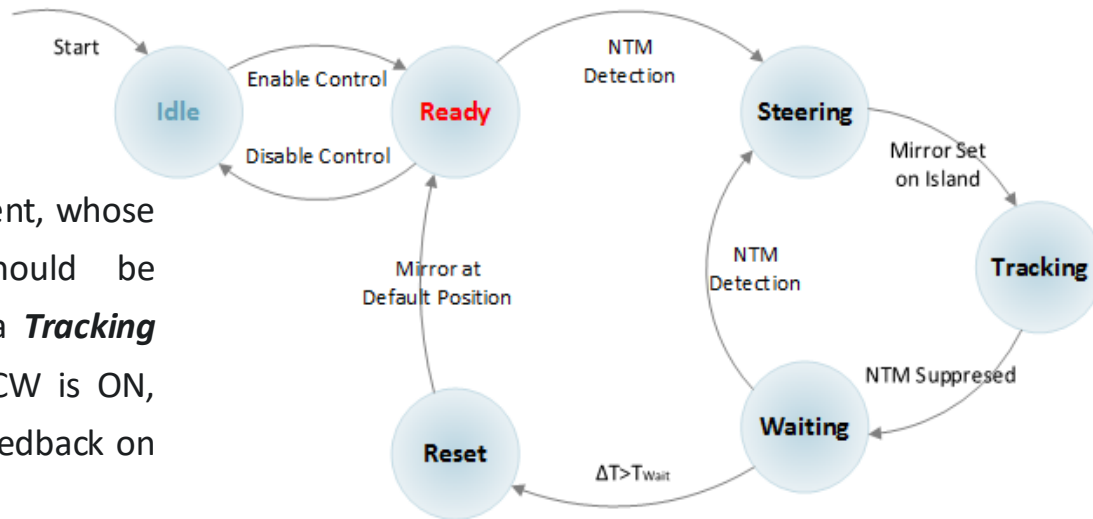 Start
Idle
Enable Control
Disable Control
Ready
NTM
Detection
Steering
Mirror Set
on Island
Tracking
NTM Suppresed
Waiting
NTM
Detection
ΔT>TWait
Reset
Mirror at
Default Position
ent, whose
hould be
a Tracking
CW is ON,
eedback on